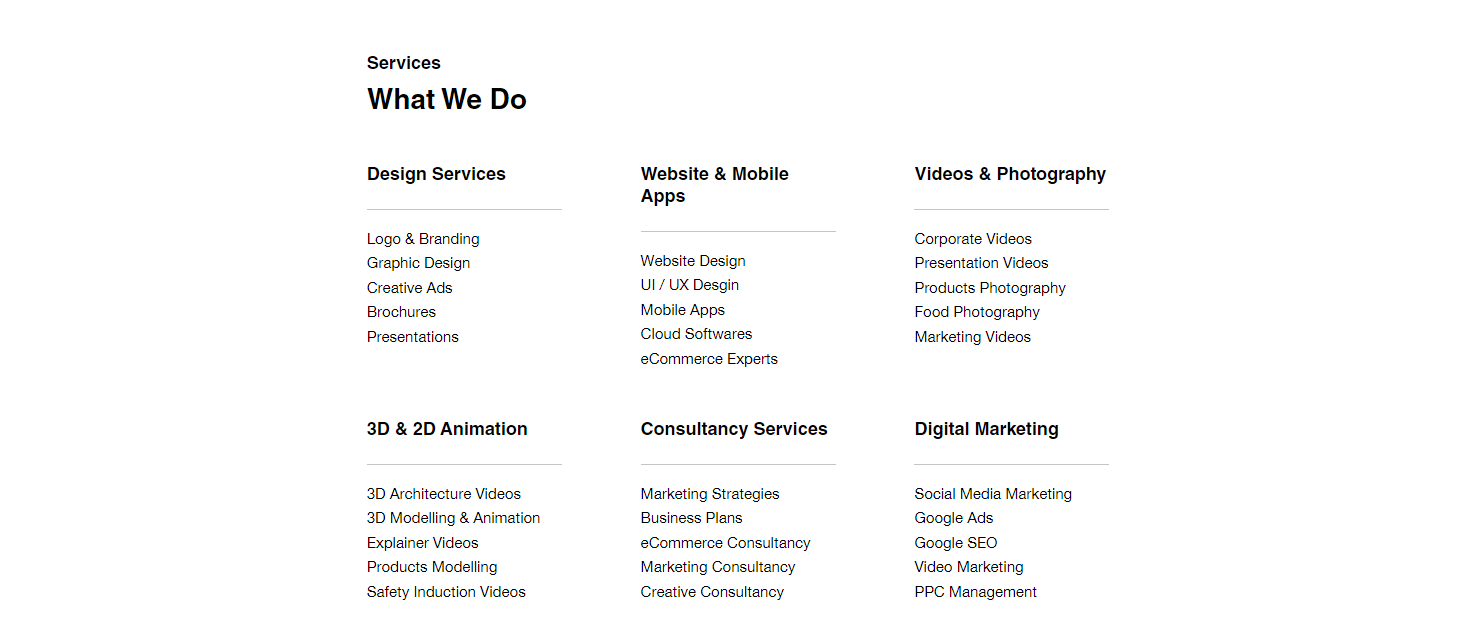 Services
What We Do
Design Services
Logo & Branding
Graphic Design
Creative Ads
Brochures
Presentations
Website & Mobile
Apps
Website Design
UI / UX Desgin
Mobile Apps
Cloud Softwares
eCommerce Experts
Videos & Photography
Corporate Videos
Presentation Videos
Products Photography
Food Photography
Marketing Videos
3D & 2D Animation
3D Architecture Videos
3D Modelling & Animation
Explainer Videos
Products Modelling
Safety Induction Videos
Consultancy Services
Marketing Strategies
Business Plans
eCommerce Consultancy
Marketing Consultancy
Creative Consultancy
Digital Marketing
Social Media Marketing
Google Ads
Google SEO
Video Marketing
PPC Management